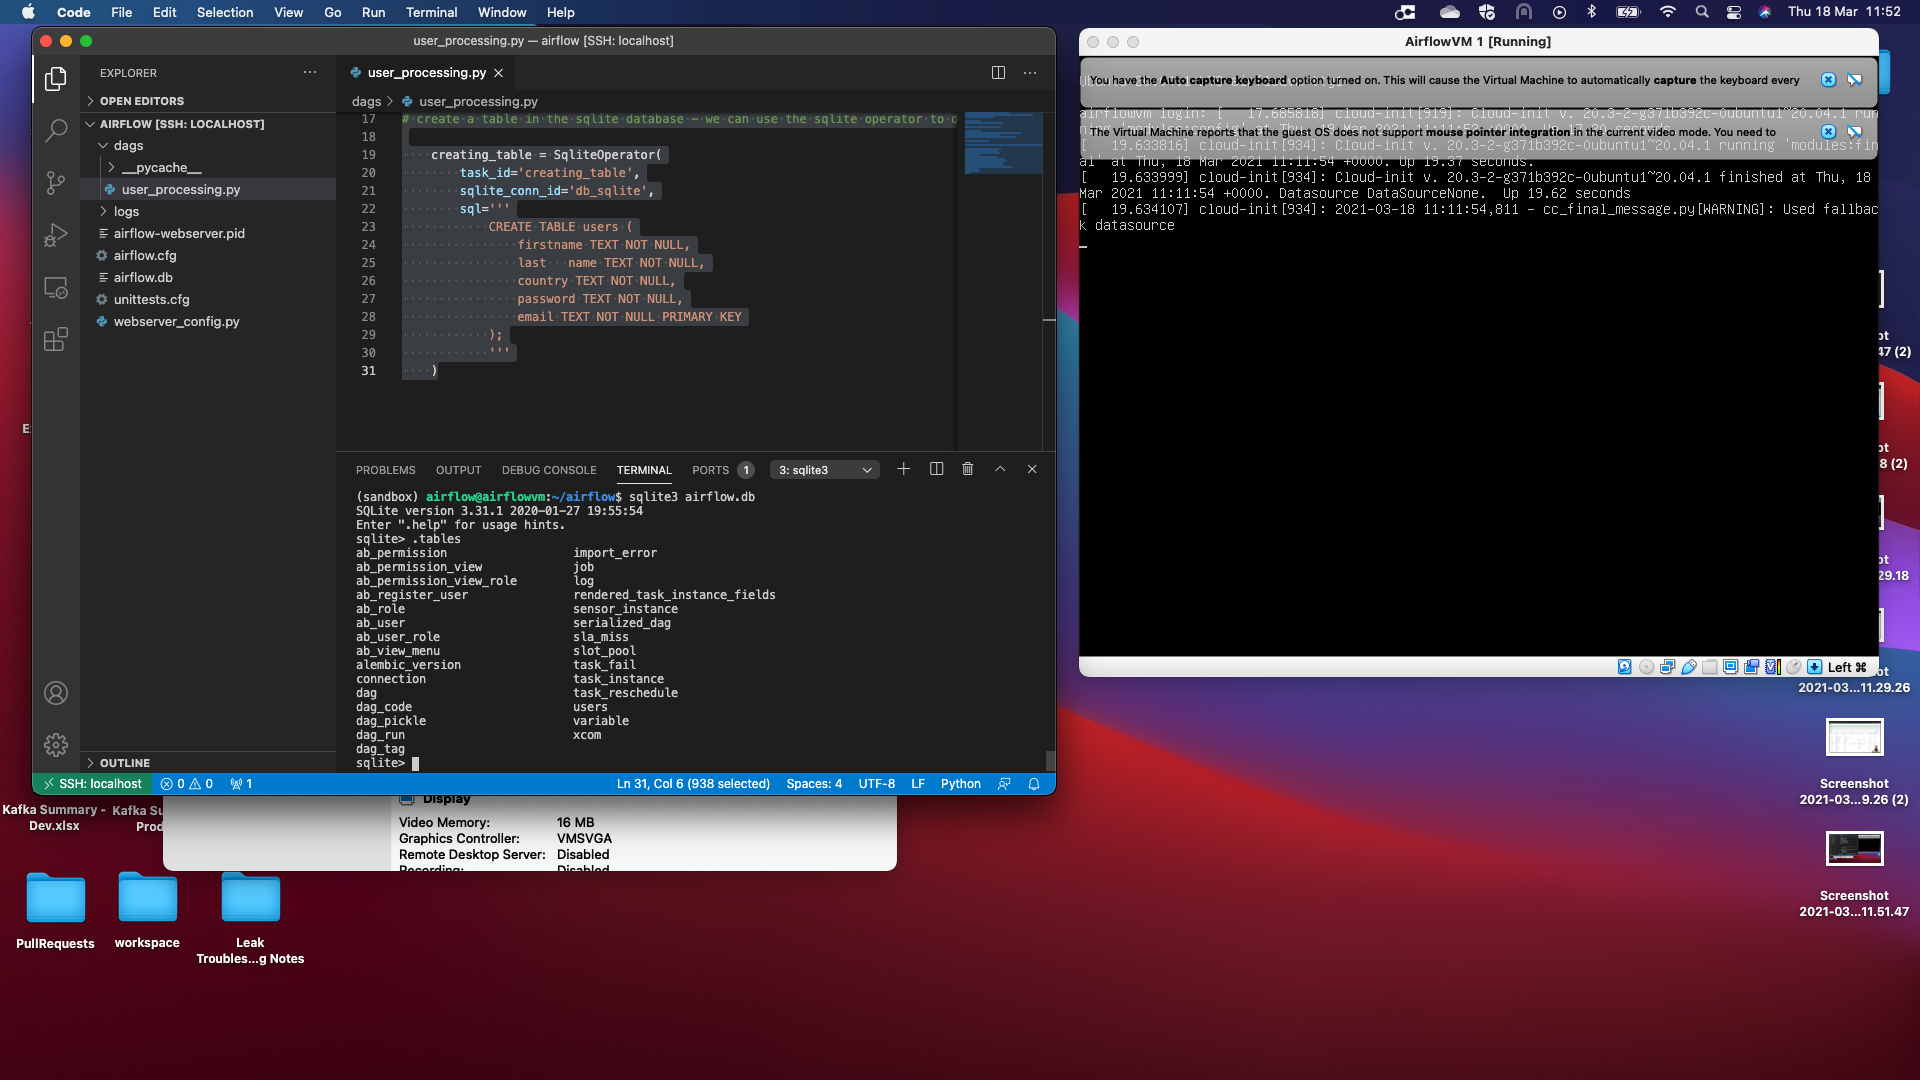 Code File Edit Selection View Go Run Terminal Window Help
Thu 18 Mar 11:52
user_processing.py — airflow [SSH: localhost]
EXPLORER
OPEN EDITORS
AIRFLOW [SSH: LOCALHOST]
dags
__pycache__
user_processing.py
logs
airflow-webserver.pid
airflow.cfg
airflow.db
unittests.cfg
webserver_config.py
OUTLINE
user_processing.py
dags > user_processing.py
17 # create a table in the sqlite database - we can use the sqlite operator to d
18
19 creating_table = SqliteOperator(
20 task_id='creating_table',
21 sqlite_conn_id='db_sqlite',
22 sql='''
23 CREATE TABLE users (
24 firstname TEXT NOT NULL,
25 last name TEXT NOT NULL,
26 country TEXT NOT NULL,
27 password TEXT NOT NULL,
28 email TEXT NOT NULL PRIMARY KEY
29 );
30 '''
31 )
PROBLEMS OUTPUT DEBUG CONSOLE TERMINAL PORTS 1 3: sqlite3
(sandbox) airflow@airflowvm:~/airflow$ sqlite3 airflow.db
SQLite version 3.31.1 2020-01-27 19:55:54
Enter ".help" for usage hints.
sqlite> .tables
ab_permission import_error
ab_permission_view job
ab_permission_view_role log
ab_register_user rendered_task_instance_fields
ab_role sensor_instance
ab_user serialized_dag
ab_user_role sla_miss
ab_view_menu slot_pool
alembic_version task_fail
connection task_instance
dag task_reschedule
dag_code users
dag_pickle variable
dag_run xcom
dag_tag
sqlite>
SSH: localhost 0 0 1 Ln 31, Col 6 (938 selected) Spaces: 4 UTF-8 LF Python
AirflowVM 1 [Running]
You have the Auto capture keyboard option turned on. This will cause the Virtual Machine to automatically capture the keyboard every
airflowvm login: [ 17.685818] cloud-init[919]: Cloud-init v. 20.3-2-g371b392c-0ubuntu1~20.04.1 run
The Virtual Machine reports that the guest OS does not support mouse pointer integration in the current video mode. You need to
[ 19.633816] cloud-init[934]: Cloud-init v. 20.3-2-g371b392c-0ubuntu1~20.04.1 running 'modules:fin
al' at Thu, 18 Mar 2021 11:11:54 +0000. Up 19.37 seconds.
[ 19.633999] cloud-init[934]: Cloud-init v. 20.3-2-g371b392c-0ubuntu1~20.04.1 finished at Thu, 18
Mar 2021 11:11:54 +0000. Datasource DataSourceNone. Up 19.62 seconds
[ 19.634107] cloud-init[934]: 2021-03-18 11:11:54,811 - cc_final_message.py[WARNING]: Used fallbac
k datasource
Left ⌘
Display
Video Memory: 16 MB
Graphics Controller: VMSVGA
Remote Desktop Server: Disabled
Recording: Disabled
Kafka Summary -
Dev.xlsx
Kafka Su
Prod
PullRequests
workspace
Leak
Troubles...g Notes
47 (2)
8 (2)
29.18
2021-03...11.29.26
Screenshot
2021-03...9.26 (2)
Screenshot
2021-03...11.51.47